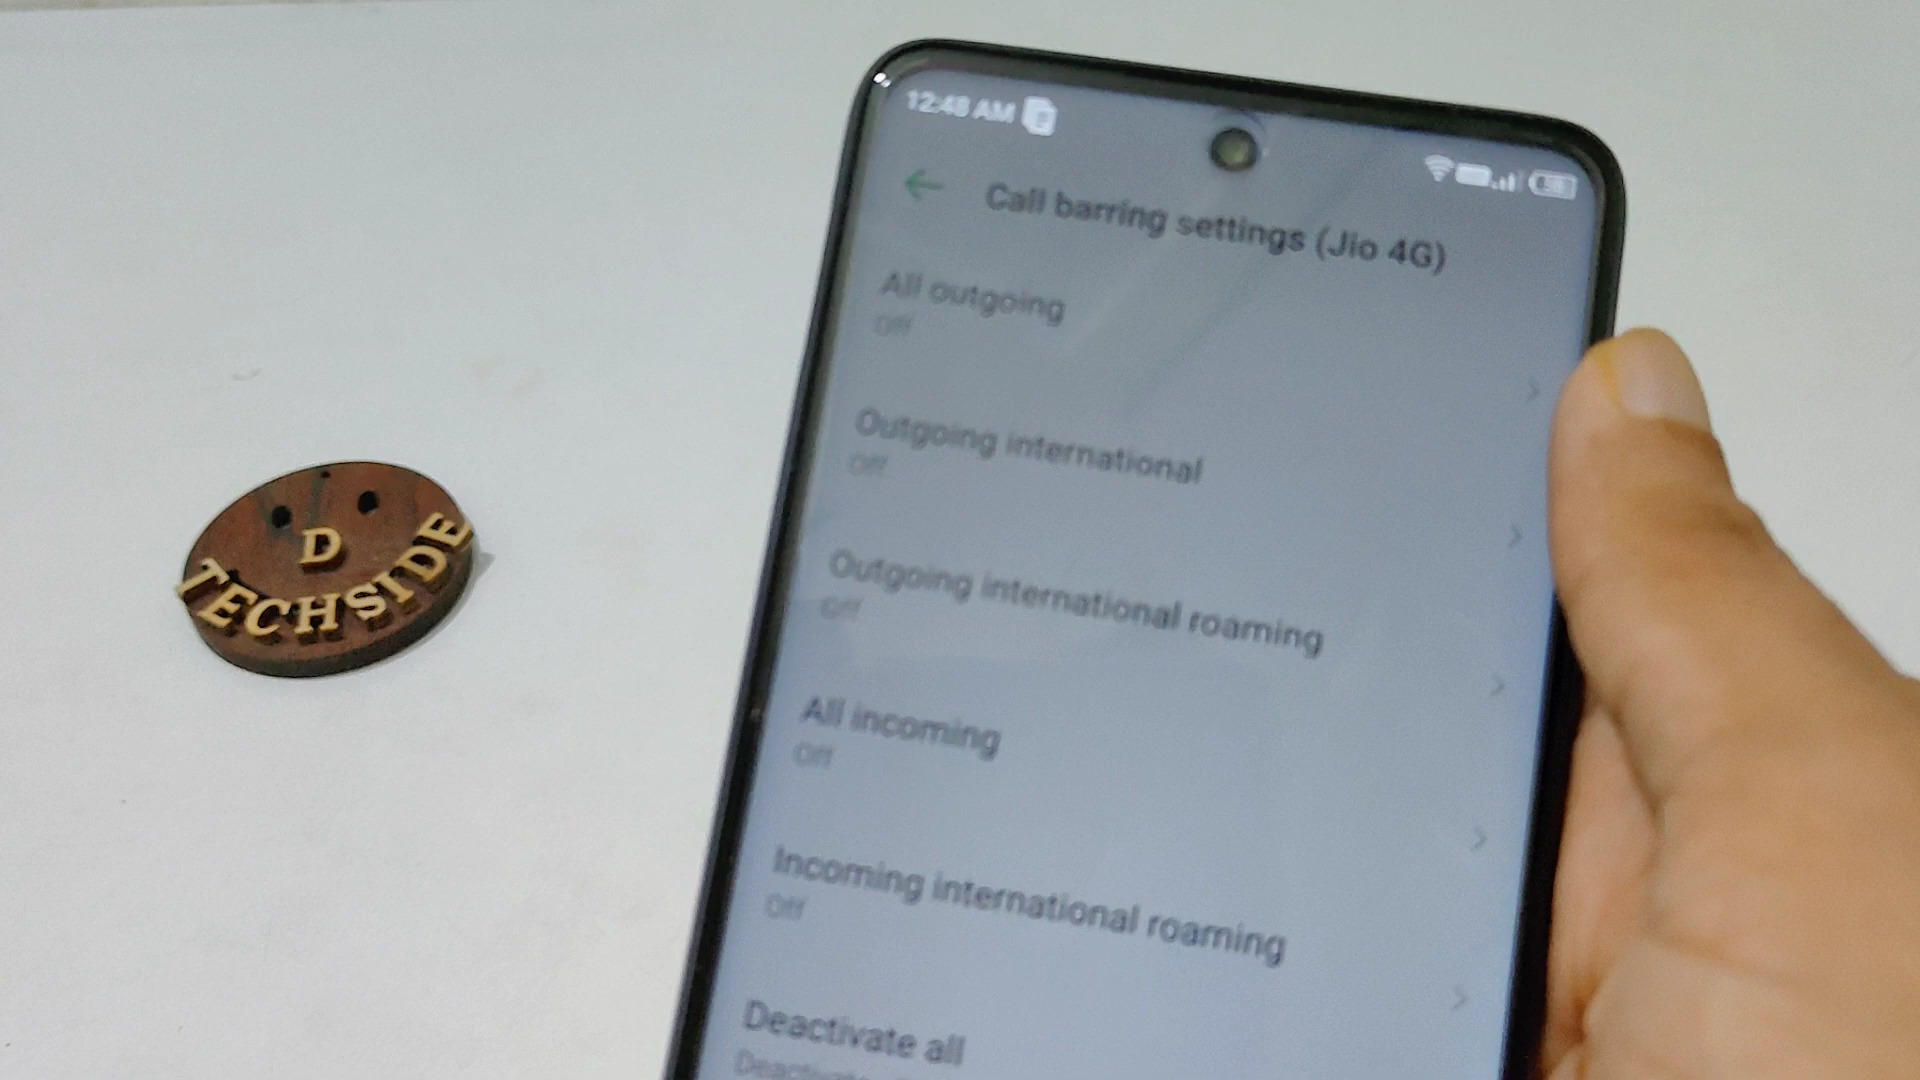 D
TECHSIDE
12:48 AM
Call barring settings (Jio 4G)
All outgoing
Off
Outgoing international
Off
Outgoing international roaming
Off
All incoming
Off
Incoming international roaming
Off
Deactivate all